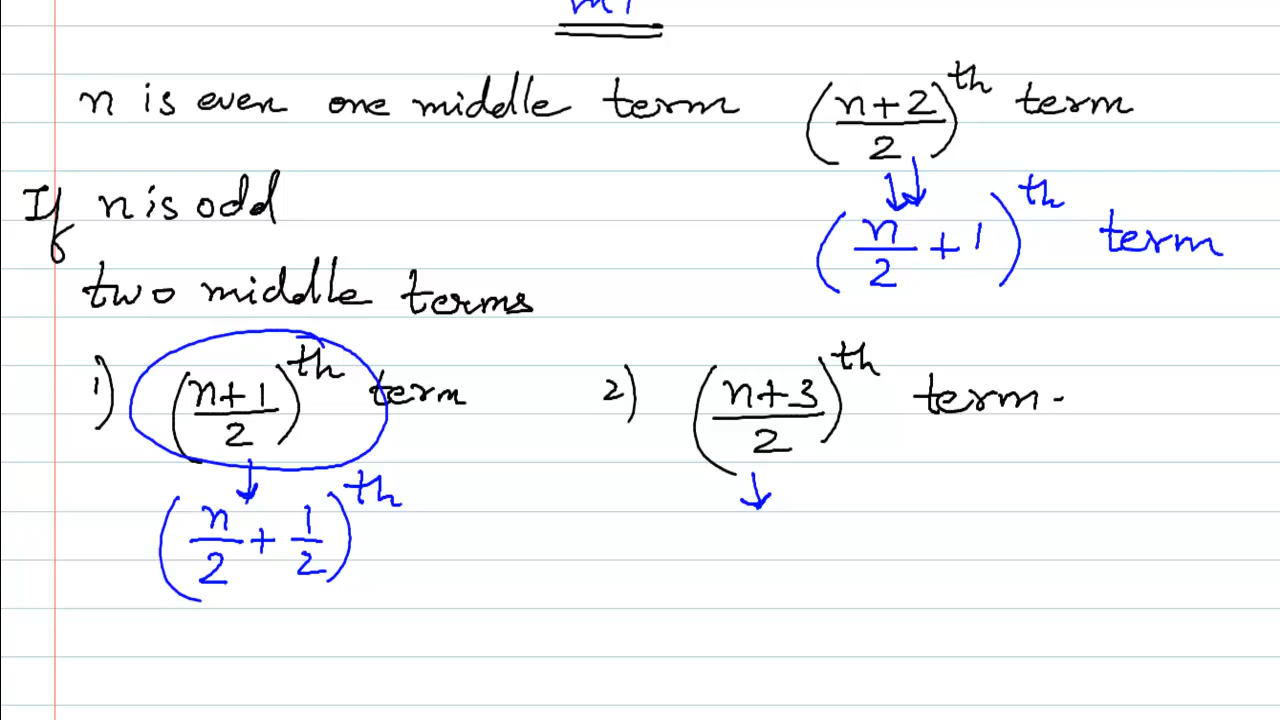 n is even one middle term (n+2/2)^th term
(n/2 + 1)^th term
If n is odd
two middle terms
1) (n+1/2)^th term 2) (n+3/2)^th term.
(n/2 + 1/2)^th